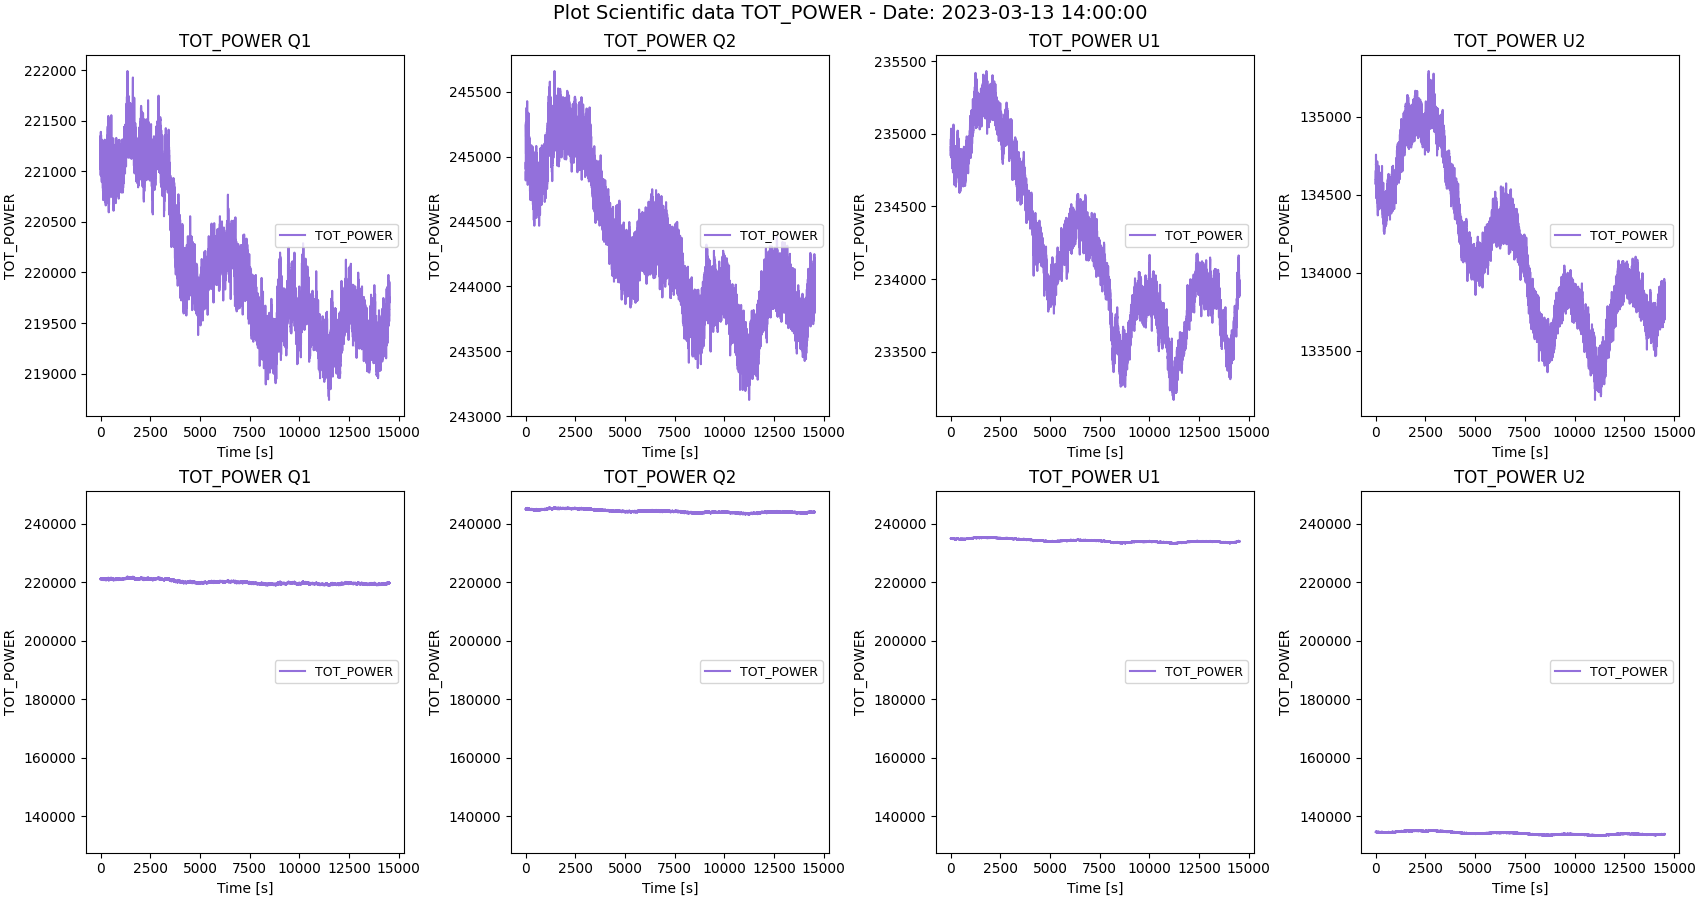 Plot Scientific data TOT_POWER - Date: 2023-03-13 14:00:00
TOT_POWER Q1
222000
221500
221000
220500
220000
219500
219000
TOT_POWER
TOT_POWER
0 2500 5000 7500 10000 12500 15000
Time [s]
TOT_POWER Q2
245500
245000
244500
244000
243500
243000
TOT_POWER
TOT_POWER
0 2500 5000 7500 10000 12500 15000
Time [s]
TOT_POWER U1
235500
235000
234500
234000
233500
TOT_POWER
TOT_POWER
0 2500 5000 7500 10000 12500 15000
Time [s]
TOT_POWER U2
135000
134500
134000
133500
TOT_POWER
TOT_POWER
0 2500 5000 7500 10000 12500 15000
Time [s]
TOT_POWER Q1
240000
220000
200000
180000
160000
140000
TOT_POWER
TOT_POWER
0 2500 5000 7500 10000 12500 15000
Time [s]
TOT_POWER Q2
240000
220000
200000
180000
160000
140000
TOT_POWER
TOT_POWER
0 2500 5000 7500 10000 12500 15000
Time [s]
TOT_POWER U1
240000
220000
200000
180000
160000
140000
TOT_POWER
TOT_POWER
0 2500 5000 7500 10000 12500 15000
Time [s]
TOT_POWER U2
240000
220000
200000
180000
160000
140000
TOT_POWER
TOT_POWER
0 2500 5000 7500 10000 12500 15000
Time [s]